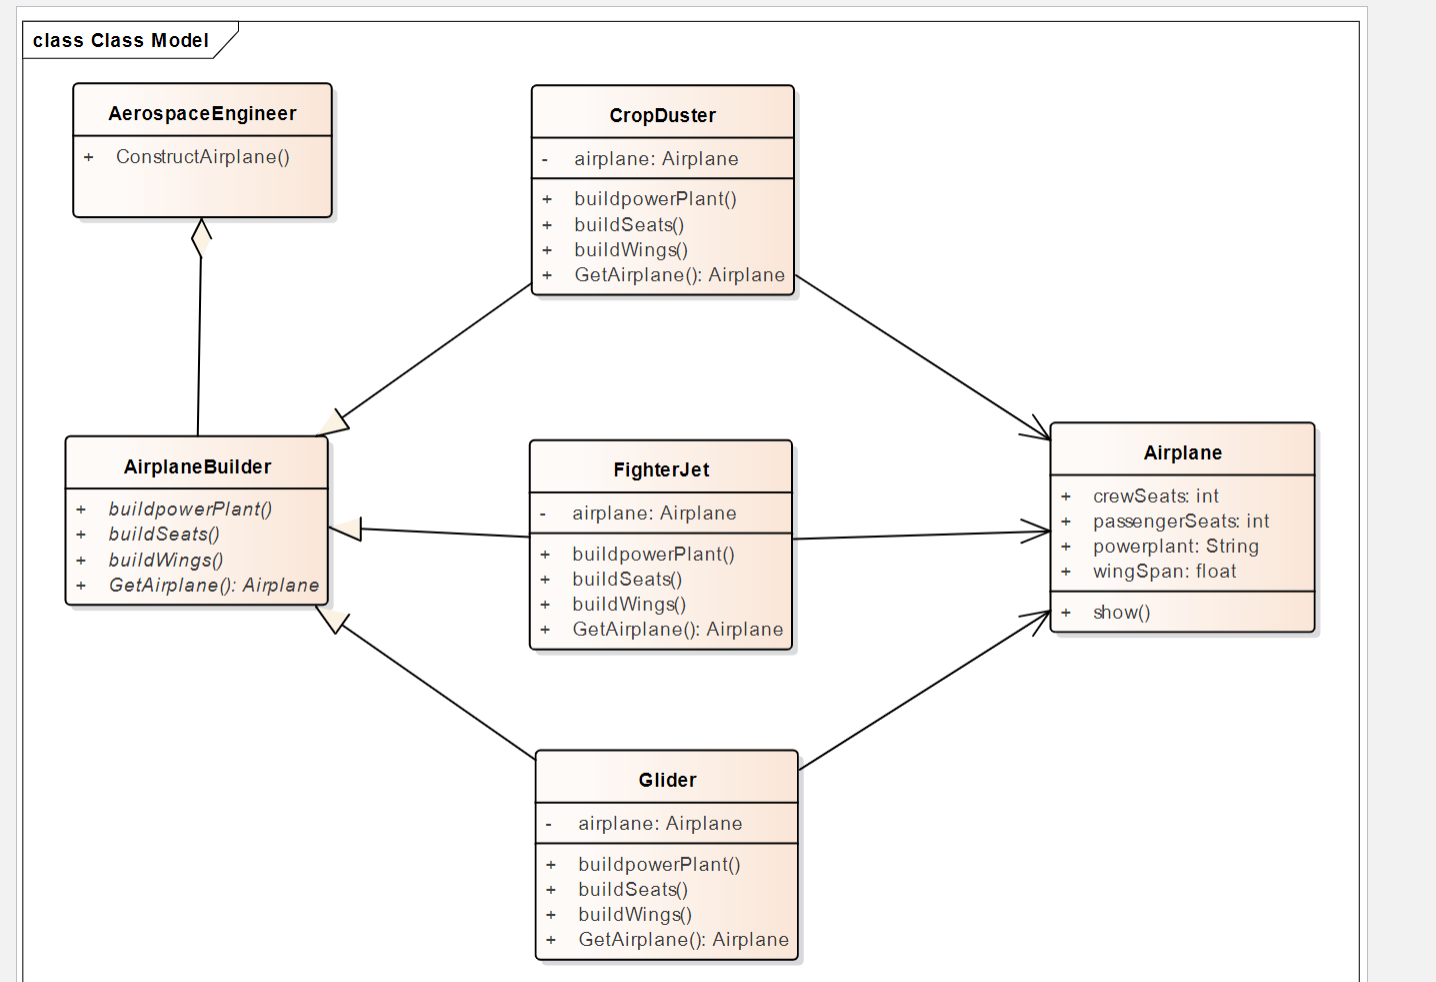 class Class Model
AerospaceEngineer
+ ConstructAirplane()
CropDuster
- airplane: Airplane
+ buildpowerPlant()
+ buildSeats()
+ buildWings()
+ GetAirplane(): Airplane
AirplaneBuilder
+ buildpowerPlant()
+ buildSeats()
+ buildWings()
+ GetAirplane(): Airplane
FighterJet
- airplane: Airplane
+ buildpowerPlant()
+ buildSeats()
+ buildWings()
+ GetAirplane(): Airplane
Airplane
+ crewSeats: int
+ passengerSeats: int
+ powerplant: String
+ wingSpan: float
+ show()
Glider
- airplane: Airplane
+ buildpowerPlant()
+ buildSeats()
+ buildWings()
+ GetAirplane(): Airplane